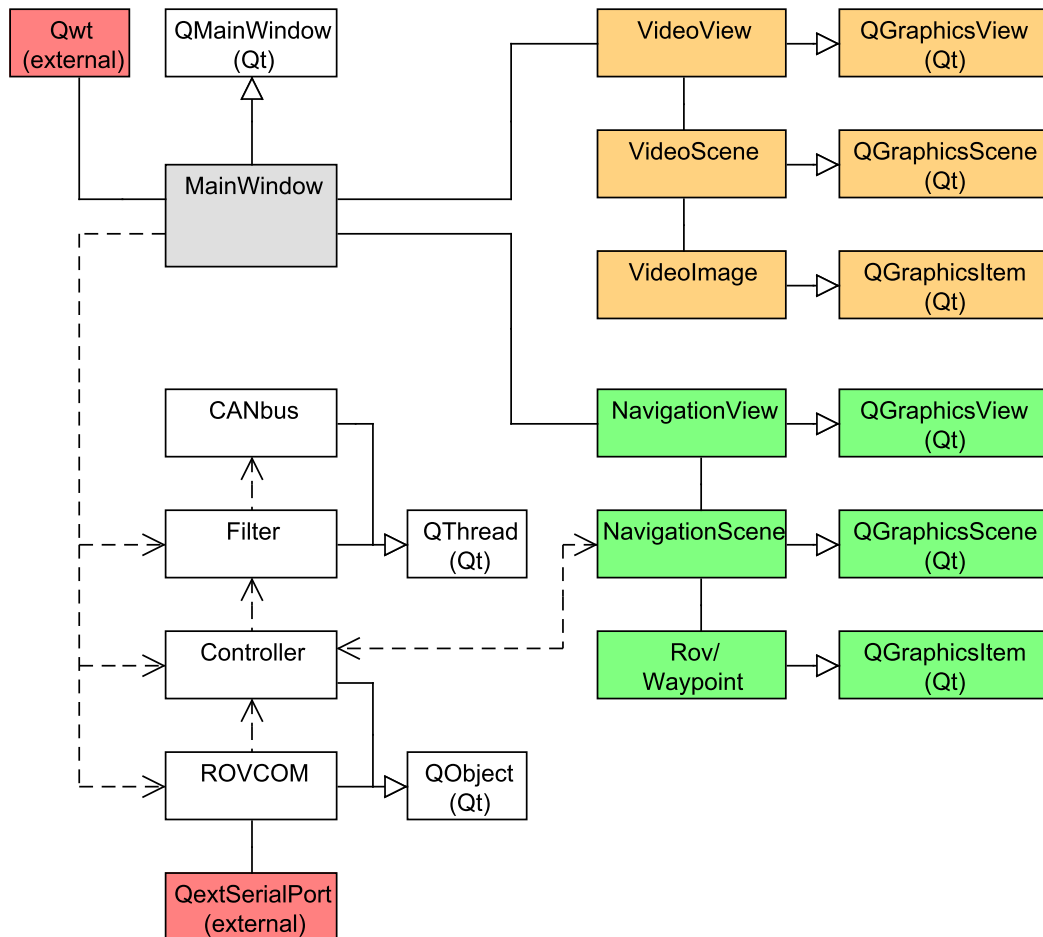 Qwt
(external)
QMainWindow
(Qt)
VideoView
QGraphicsView
(Qt)
MainWindow
VideoScene
QGraphicsScene
(Qt)
VideoImage
QGraphicsItem
(Qt)
CANbus
NavigationView
QGraphicsView
(Qt)
Filter
QThread
(Qt)
NavigationScene
QGraphicsScene
(Qt)
Controller
Rov/
Waypoint
QGraphicsItem
(Qt)
ROVCOM
QObject
(Qt)
QextSerialPort
(external)